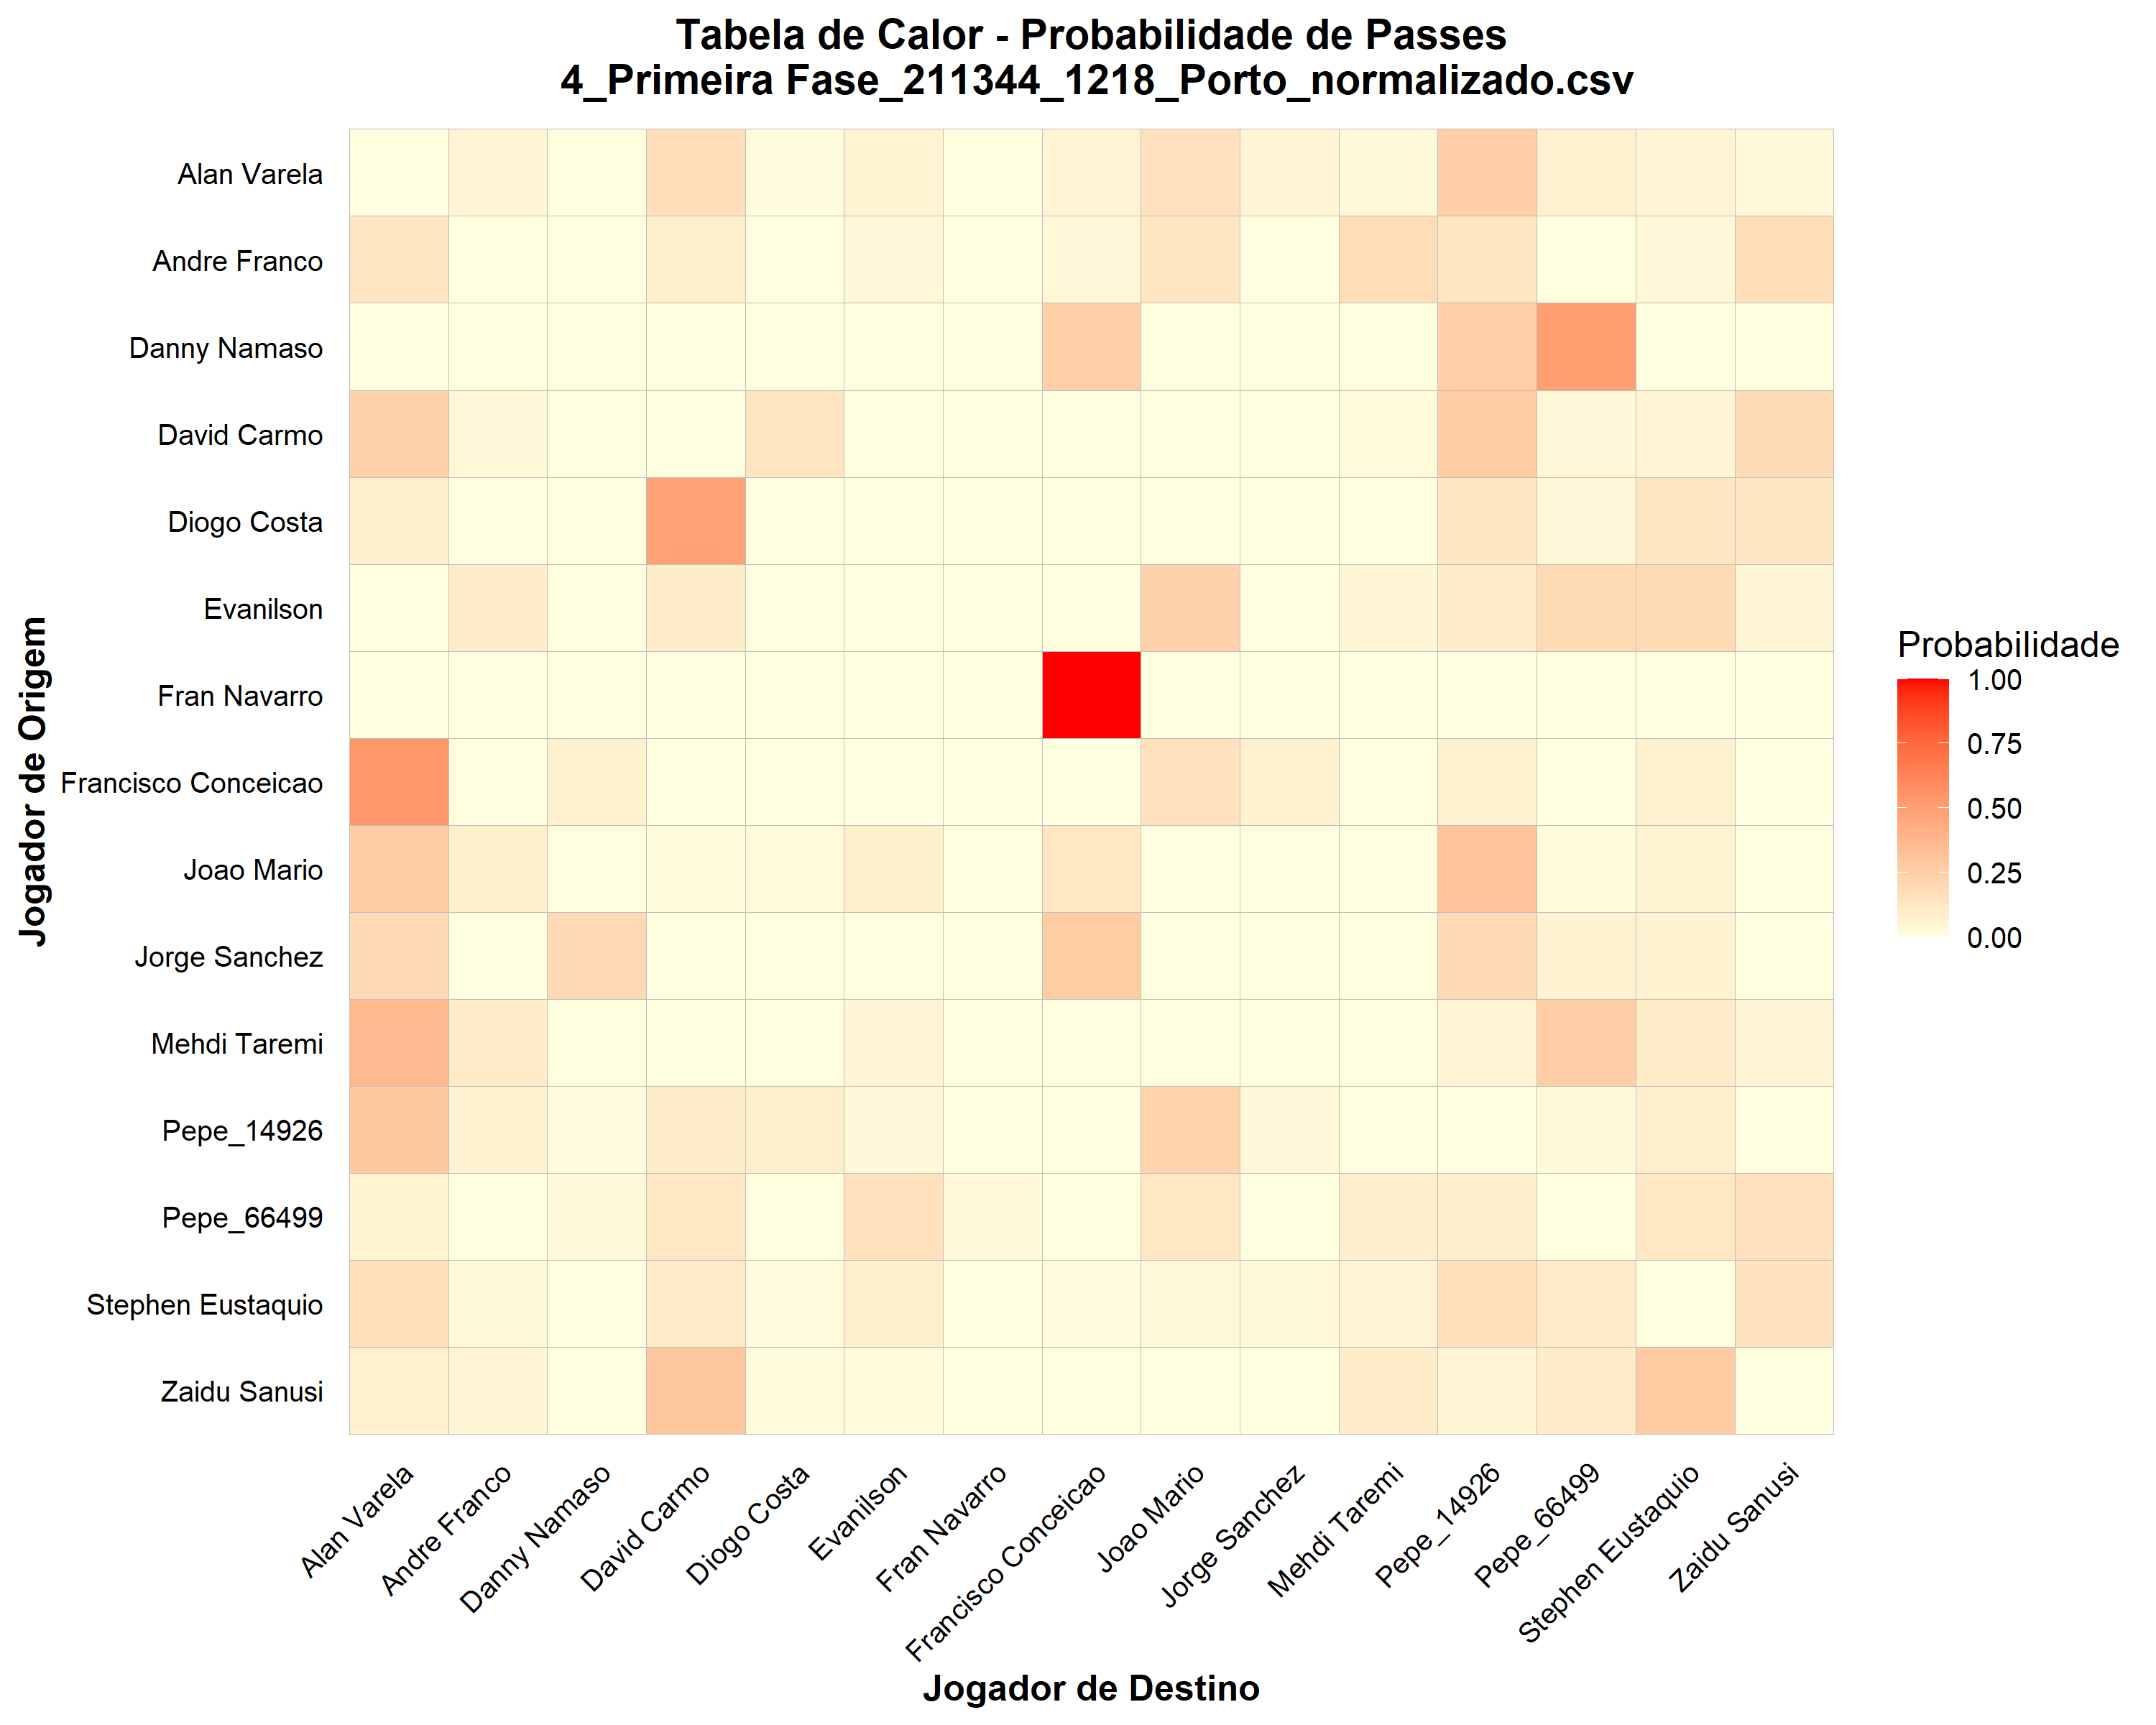 Tabela de Calor - Probabilidade de Passes
4_Primeira Fase_211344_1218_Porto_normalizado.csv
Jogador de Origem
Alan Varela
Andre Franco
Danny Namaso
David Carmo
Diogo Costa
Evanilson
Fran Navarro
Francisco Conceicao
Joao Mario
Jorge Sanchez
Mehdi Taremi
Pepe_14926
Pepe_66499
Stephen Eustaquio
Zaidu Sanusi
Alan Varela
Andre Franco
Danny Namaso
David Carmo
Diogo Costa
Evanilson
Fran Navarro
Francisco Conceicao
Joao Mario
Jorge Sanchez
Mehdi Taremi
Pepe_14926
Pepe_66499
Stephen Eustaquio
Zaidu Sanusi
Jogador de Destino
Probabilidade
1.00
0.75
0.50
0.25
0.00